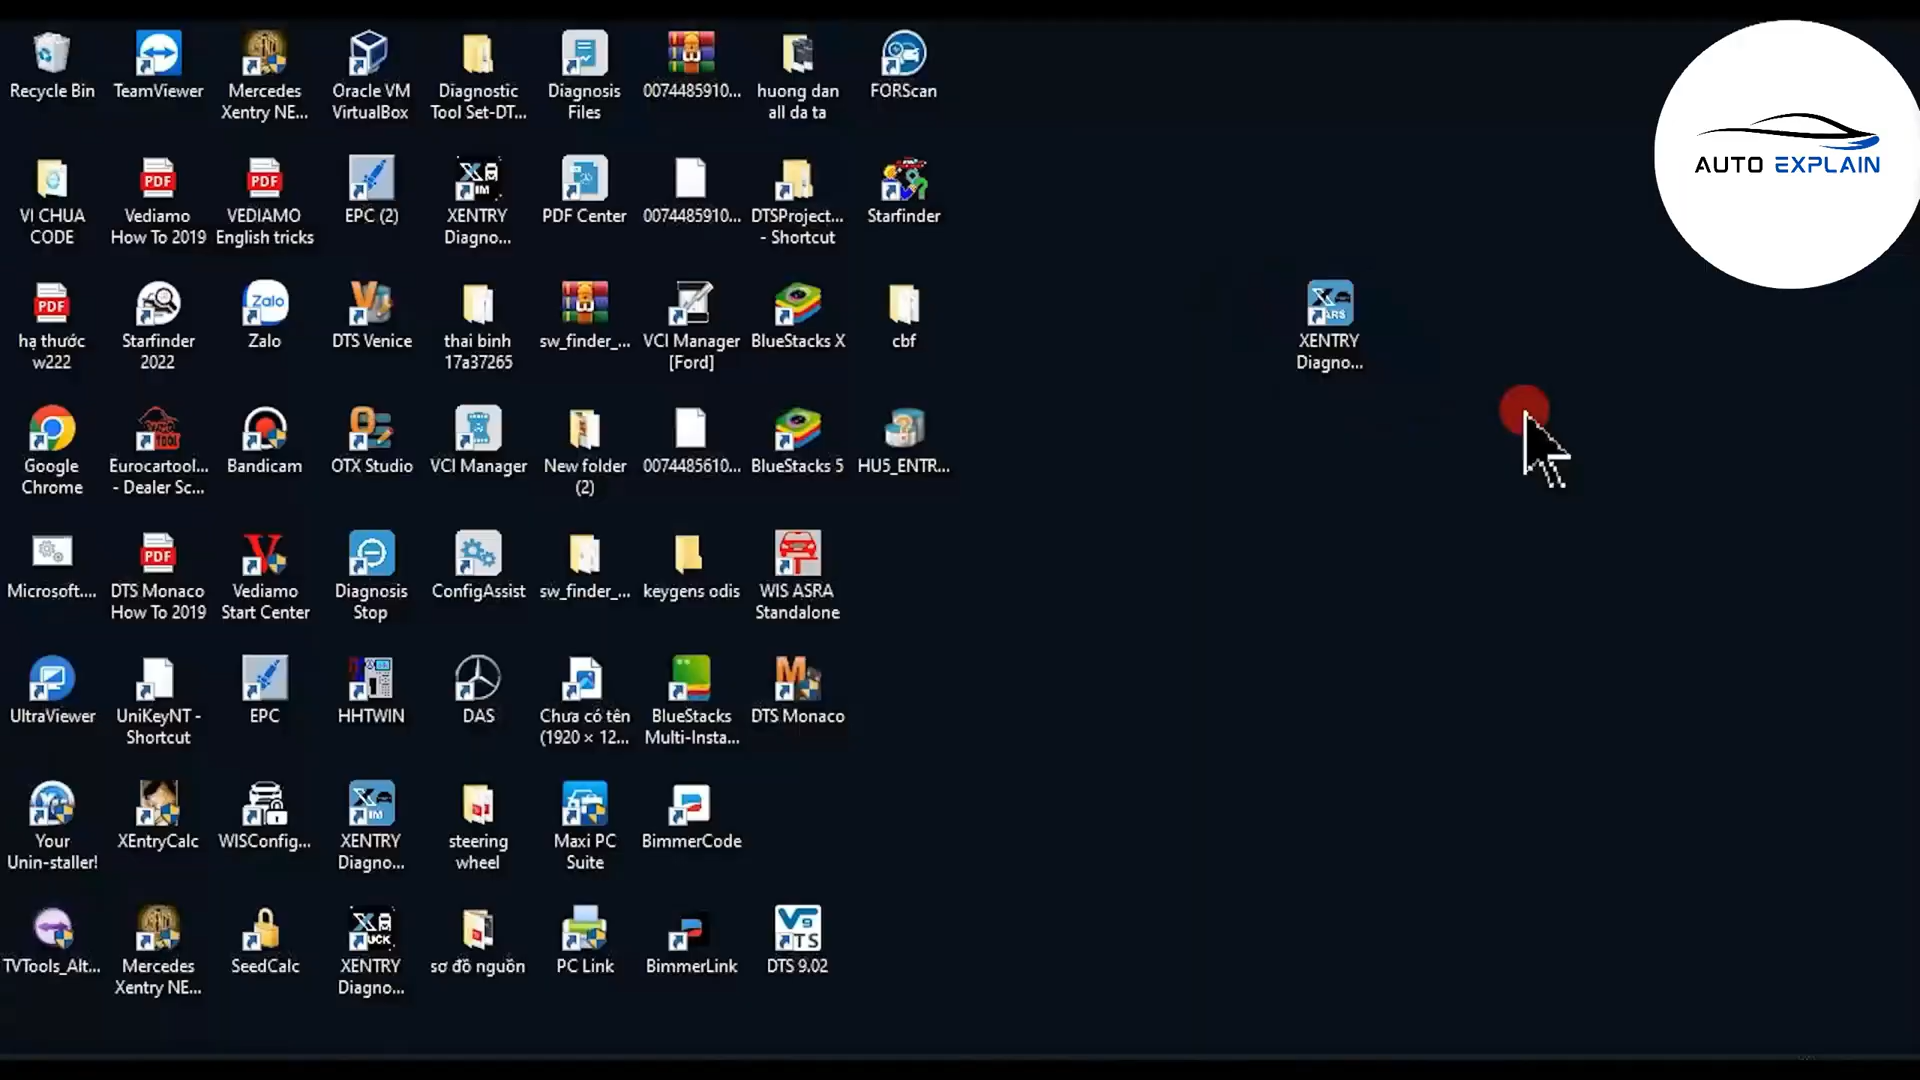 AUTO EXPLAIN
Recycle Bin
TeamViewer
Mercedes
Xentry NE...
Oracle VM
VirtualBox
Diagnostic
Tool Set-DT...
Diagnosis
Files
0074485910...
huong dan
all da ta
FORScan
VI CHUA
CODE
PDF
Vediamo
How To 2019
PDF
VEDIAMO
English tricks
EPC (2)
XENTRY
Diagno...
PDF Center
0074485910...
DTSProject...
- Shortcut
Starfinder
PDF
hạ thước
w222
Starfinder
2022
Zalo
Zalo
DTS Venice
thai binh
17a37265
sw_finder_...
VCI Manager
[Ford]
BlueStacks X
cbf
XENTRY
Diagno...
Google
Chrome
Eurocartool...
- Dealer Sc...
Bandicam
OTX Studio
VCI Manager
New folder
(2)
0074485610...
BlueStacks 5
HU5_ENTR...
Microsoft....
PDF
DTS Monaco
How To 2019
Vediamo
Start Center
Diagnosis
Stop
ConfigAssist
sw_finder_...
keygens odis
WIS ASRA
Standalone
UltraViewer
UniKeyNT -
Shortcut
EPC
HHTWIN
DAS
Chưa có tên
(1920 × 12...
BlueStacks
Multi-Insta...
DTS Monaco
Your
Unin-staller!
XEntryCalc
WISConfig...
XENTRY
Diagno...
steering
wheel
Maxi PC
Suite
BimmerCode
TVTools_Alt...
Mercedes
Xentry NE...
SeedCalc
XENTRY
Diagno...
sơ đồ nguồn
PC Link
BimmerLink
DTS 9.02